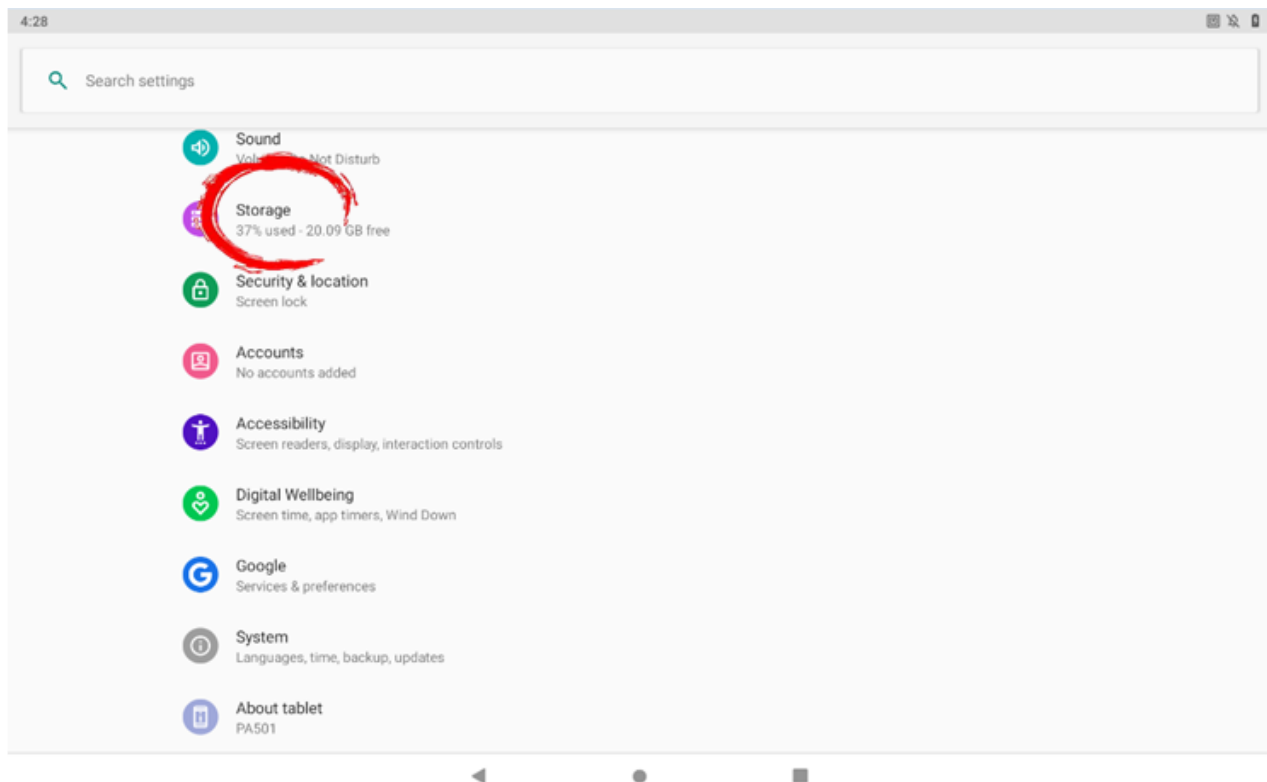 4:28
Search settings
Sound
Not Disturb
Storage
37% used - 20.09 GB free
Security & location
Screen lock
Accounts
No accounts added
Accessibility
Screen readers, display, interaction controls
Digital Wellbeing
Screen time, app timers, Wind Down
Google
Services & preferences
System
Languages, time, backup, updates
About tablet
PA501